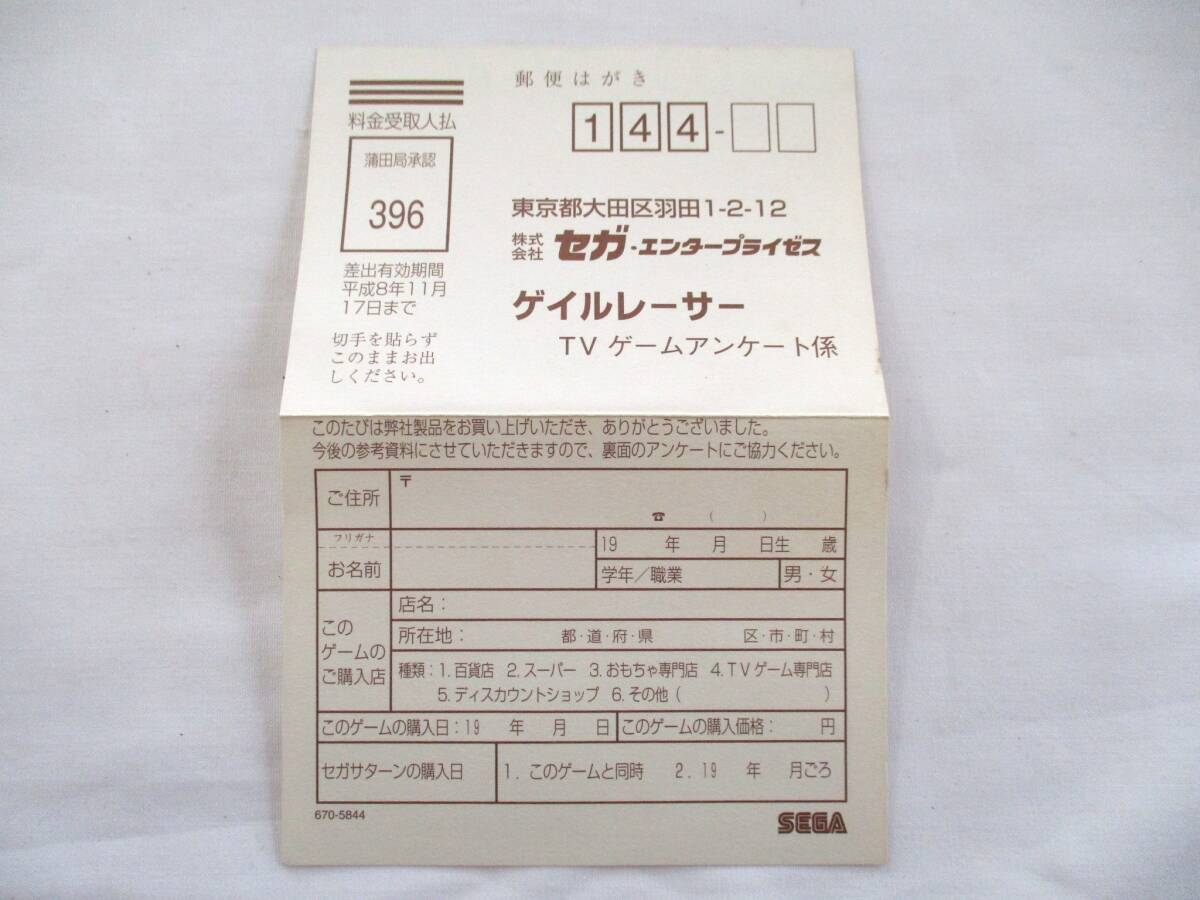 郵便はがき
料金受取人払
144-
蒲田局承認
396
東京都大田区羽田1-2-12
株式会社 セガ・エンタープライゼス
差出有効期間
平成8年11月
17日まで
ゲイルレーサー
TV ゲームアンケート係
切手を貼らず
このままお出
しください。
このたびは弊社製品をお買い上げいただき、ありがとうございました。
今後の参考資料にさせていただきますので、裏面のアンケートにご協力ください。
ご住所 〒
☎ ( )
フリガナ
お名前
19 年 月 日生 歳
学年/職業 男・女
この
ゲームの
ご購入店
店名:
所在地: 都・道・府・県 区・市・町・村
種類:1. 百貨店 2. スーパー 3. おもちゃ専門店 4. TVゲーム専門店
5. ディスカウントショップ 6. その他 ( )
このゲームの購入日:19 年 月 日 このゲームの購入価格: 円
セガサターンの購入日 1. このゲームと同時 2. 19 年 月ごろ
670-5844
SEGA